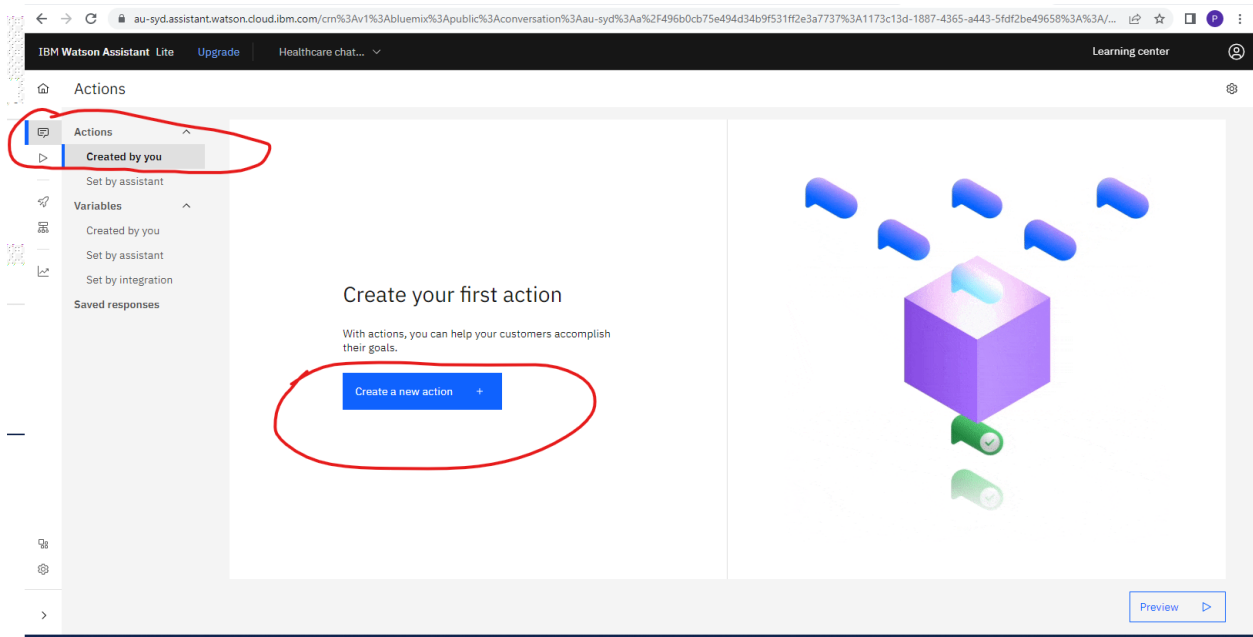 au-syd.assistant.watson.cloud.ibm.com/crn%3Av1%3Abluemix%3Apublic%3Aconversation%3Aau-syd%3Aa%2F496b0cb75e494d34b9f531ff2e3a7737%3A1173c13d-1887-4365-a443-5fdf2be49658%3A%3A/...
P
IBM Watson Assistant Lite Upgrade Healthcare chat... Learning center
Actions
Actions
Created by you
Set by assistant
Variables
Created by you
Set by assistant
Set by integration
Saved responses
Create your first action
With actions, you can help your customers accomplish
their goals.
Create a new action +
Preview